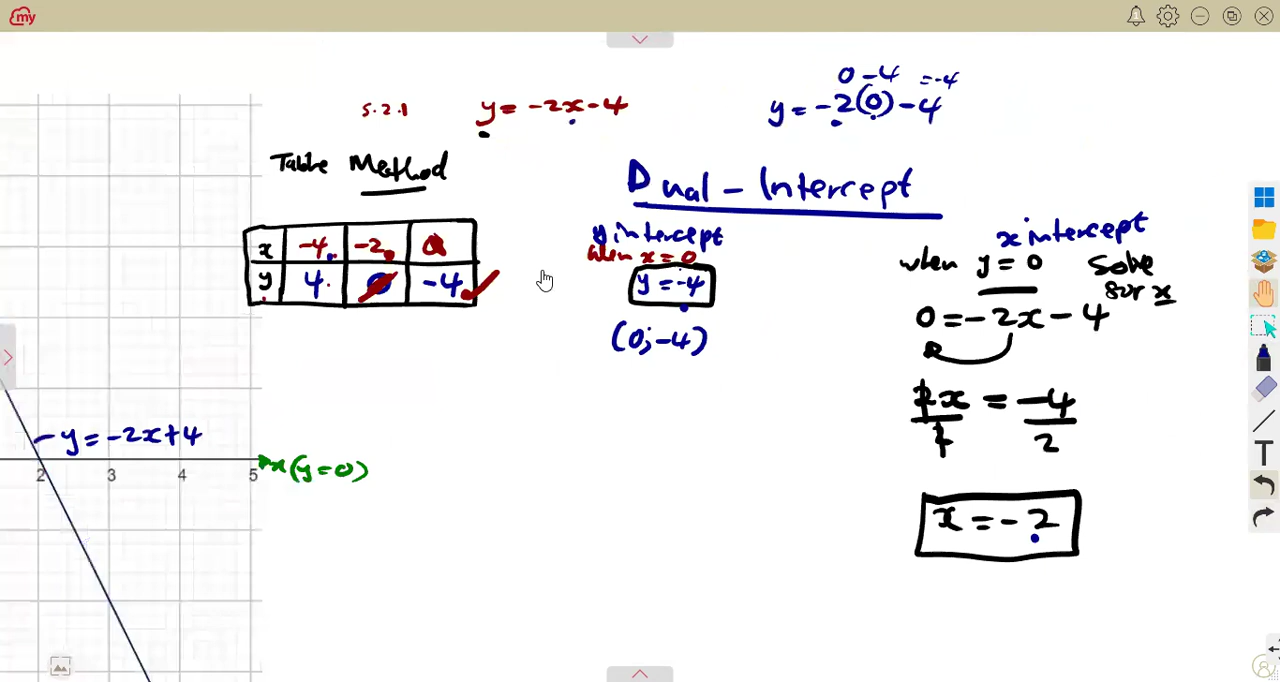 my
5.2.1
y = -2x - 4
0 - 4 = -4
y = -2(0) - 4
Table Method
x -4 -2 0
y 4 0 -4
Dual - Intercept
y intercept
when x = 0
y = -4
(0; -4)
x intercept
when y = 0 solve
for x
0 = -2x - 4
2x = -4
2 2
x = -2
y = -2x + 4
x (y = 0)
2 3 4 5
T